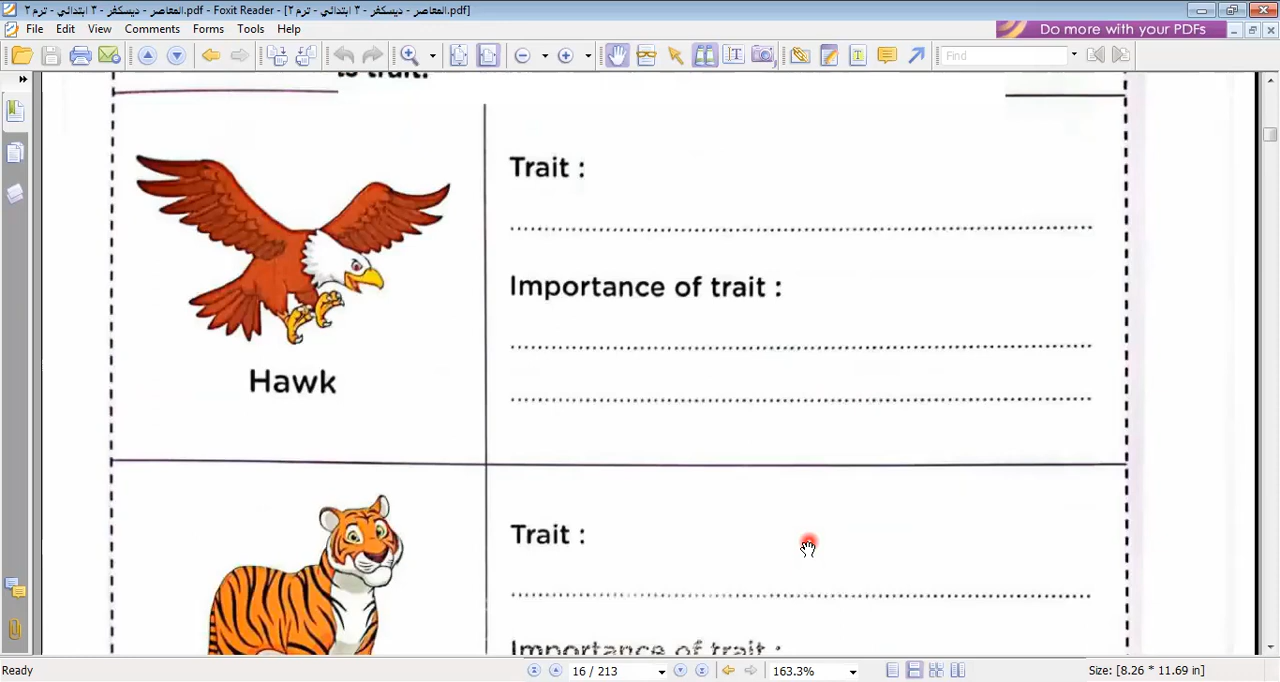 المعاصر - ديسكفر - ٣ ابتدائي - ترم ٢.pdf - Foxit Reader - [المعاصر - ديسكفر - ٣ ابتدائي - ترم ٢.pdf]
File Edit View Comments Forms Tools Help
Do more with your PDFs
Find
trait.
Trait :
Importance of trait :
Hawk
Trait :
Importance of trait :
Ready
16 / 213
163.3%
Size: [8.26 * 11.69 in]